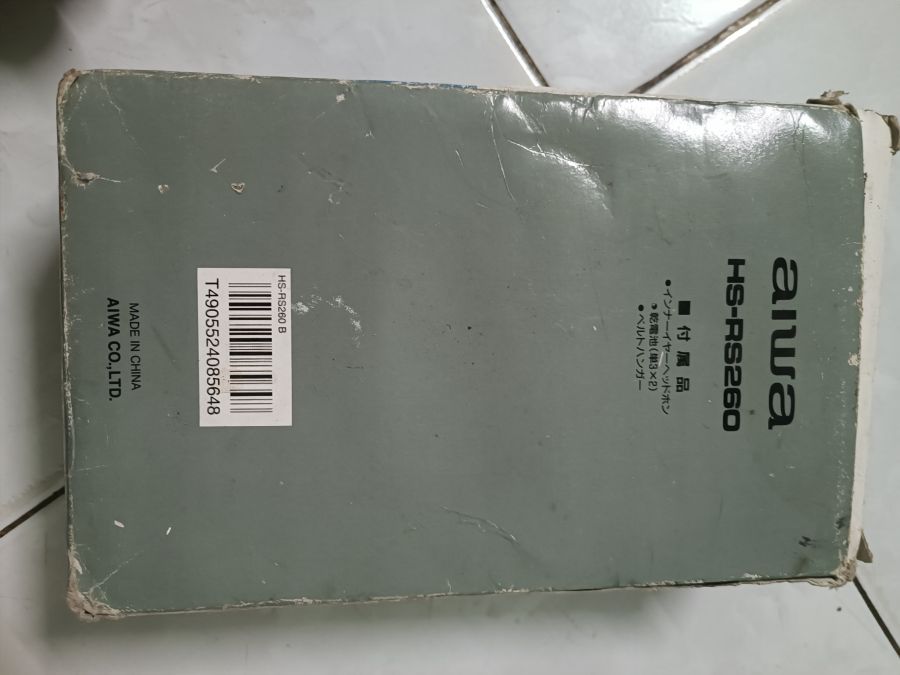 aiwa
HS-RS260
■ 付属品
●インナーイヤーヘッドホン
●乾電池(単3×2)
●ベルトハンガー
HS-RS260 B
T4905524085648
MADE IN CHINA
AIWA CO.,LTD.